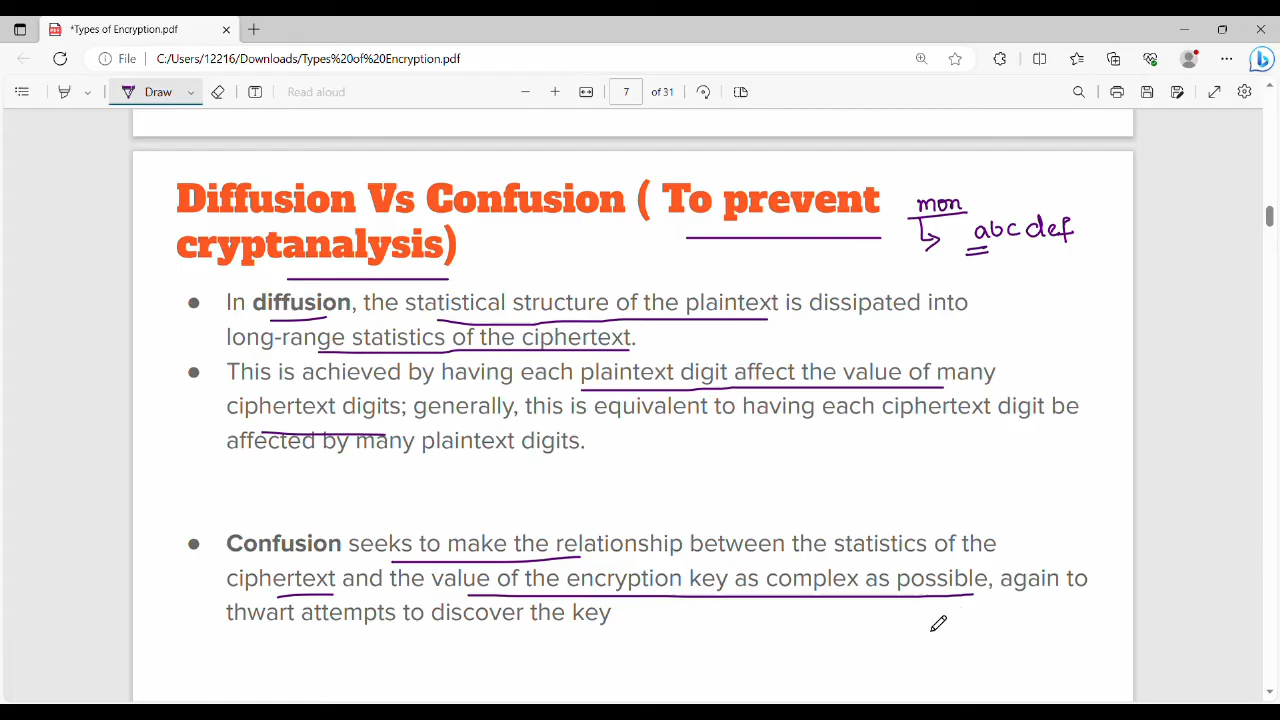 *Types of Encryption.pdf
File
C:/Users/12216/Downloads/Types%20of%20Encryption.pdf
Draw
Read aloud
7
of 31
Diffusion Vs Confusion ( To prevent
cryptanalysis)
mon
abcdef
● In diffusion, the statistical structure of the plaintext is dissipated into
long-range statistics of the ciphertext.
● This is achieved by having each plaintext digit affect the value of many
ciphertext digits; generally, this is equivalent to having each ciphertext digit be
affected by many plaintext digits.
● Confusion seeks to make the relationship between the statistics of the
ciphertext and the value of the encryption key as complex as possible, again to
thwart attempts to discover the key